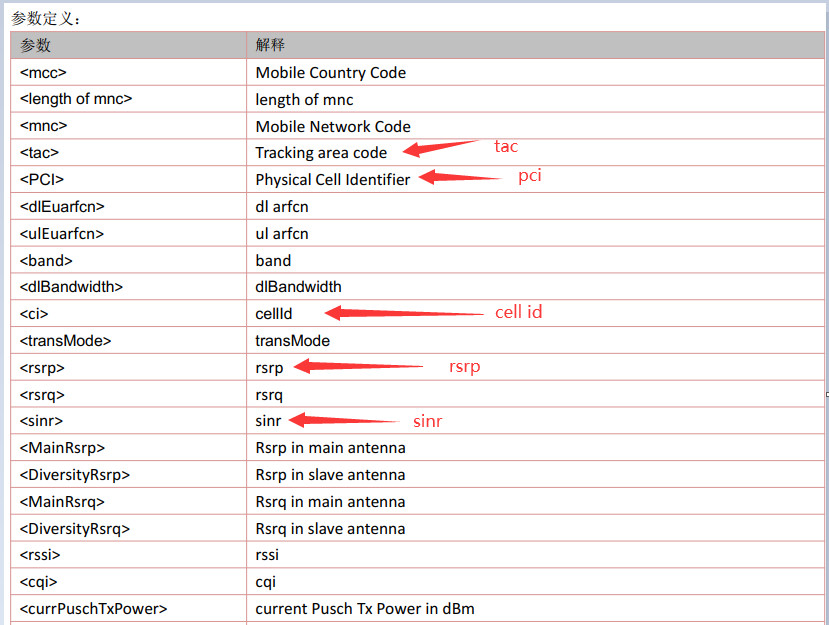 参数定义：
参数 解释
<mcc> Mobile Country Code
<length of mnc> length of mnc
<mnc> Mobile Network Code
<tac> Tracking area code tac
<PCI> Physical Cell Identifier pci
<dlEuarfcn> dl arfcn
<ulEuarfcn> ul arfcn
<band> band
<dlBandwidth> dlBandwidth
<ci> cellId cell id
<transMode> transMode
<rsrp> rsrp rsrp
<rsrq> rsrq
<sinr> sinr sinr
<MainRsrp> Rsrp in main antenna
<DiversityRsrp> Rsrp in slave antenna
<MainRsrq> Rsrq in main antenna
<DiversityRsrq> Rsrq in slave antenna
<rssi> rssi
<cqi> cqi
<currPuschTxPower> current Pusch Tx Power in dBm